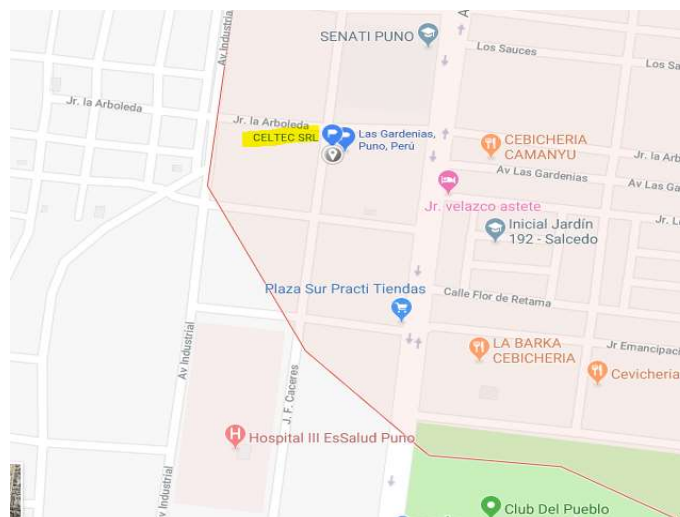 Av Industrial
SENATI PUNO
A
Los Sauces
Los Sa
Jr. la Arboleda
Jr. la Arboleda
CELTEC SRL
Las Gardenias,
Puno, Perú
CEBICHERIA
CAMANYU
Jr. la Arb
Av Las Gardenias
Av Las Ga
Jr. velazco astete
Inicial Jardín
192 - Salcedo
Jr. L
Plaza Sur Practi Tiendas
Calle Flor de Retama
Av Industrial
J. F. Caceres
LA BARKA
CEBICHERIA
Jr Emancipaci
Cevicheria
Hospital III EsSalud Puno
Av Industrial
Club Del Pueblo